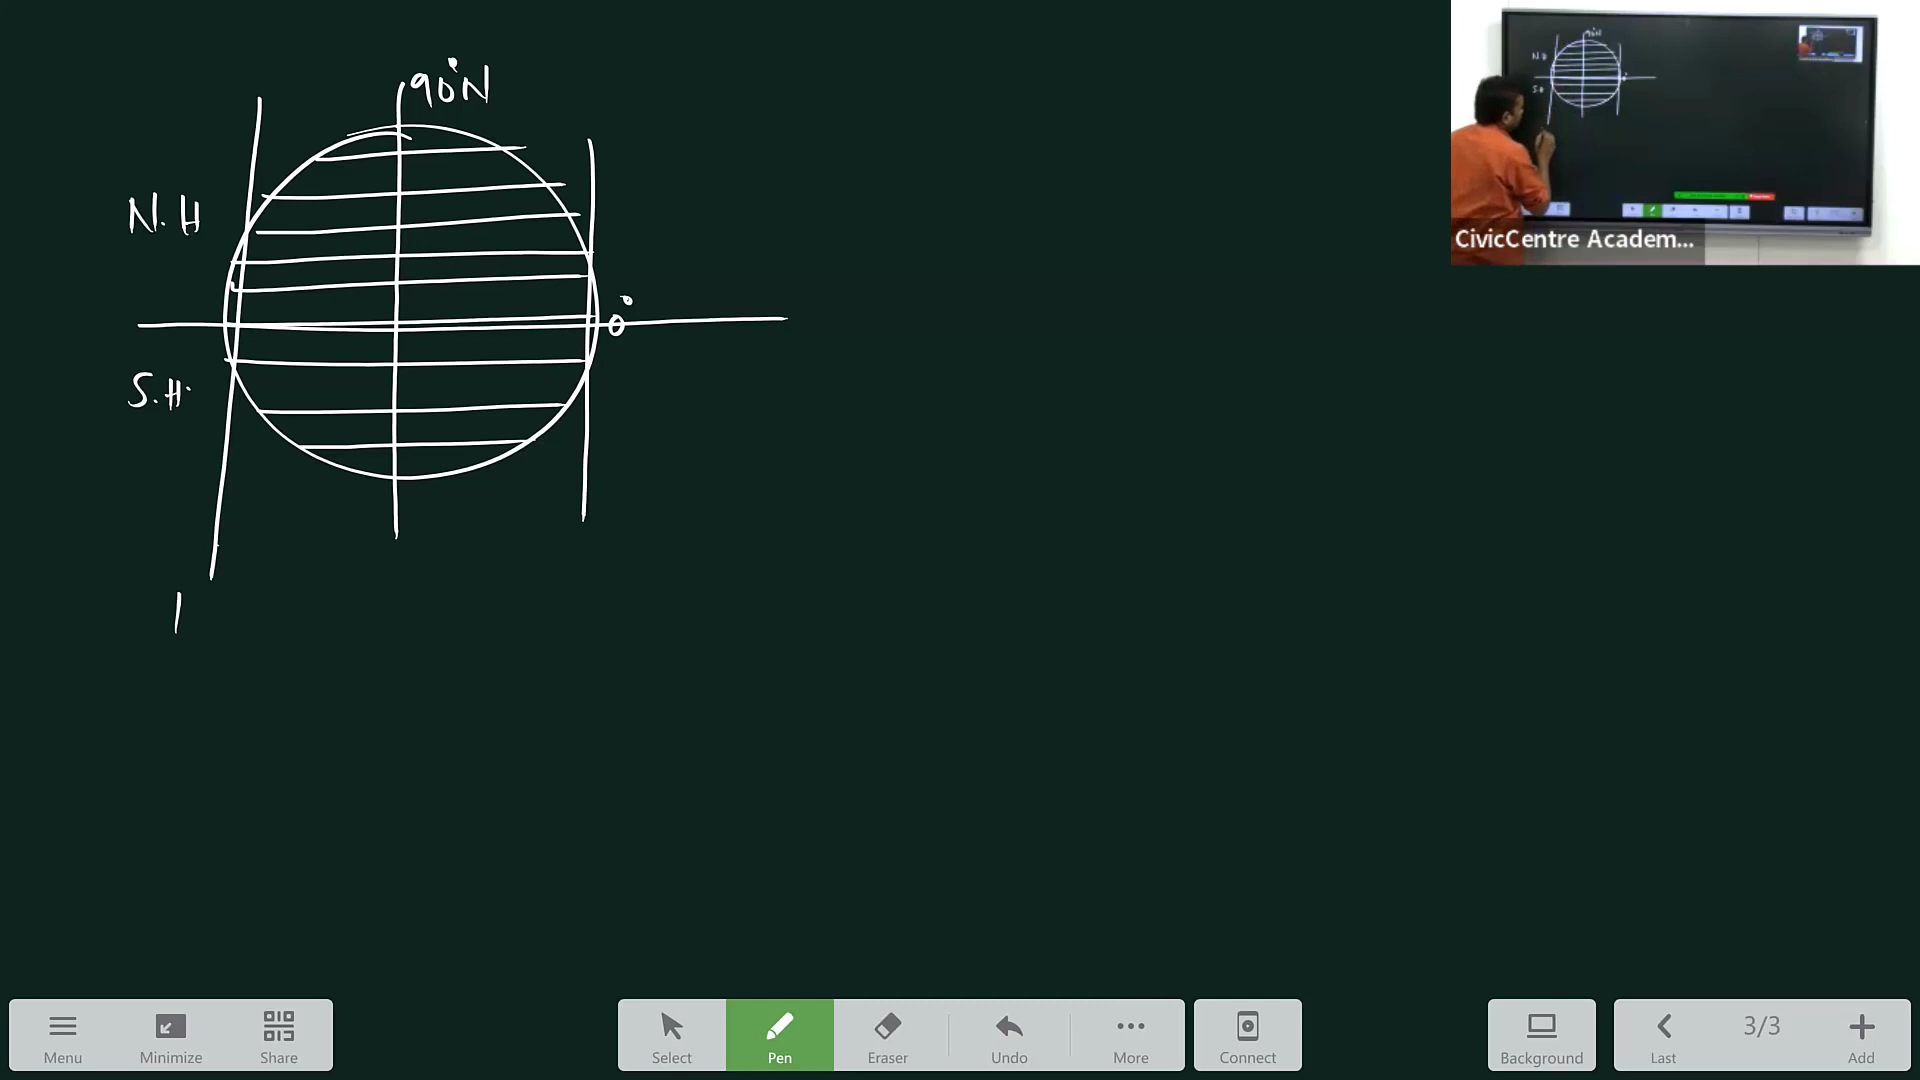 90°N
N.H
0°
S.H.
CivicCentre Academ...
Menu
Minimize
Share
Select
Pen
Eraser
Undo
More
Connect
Background
Last
3/3
Add